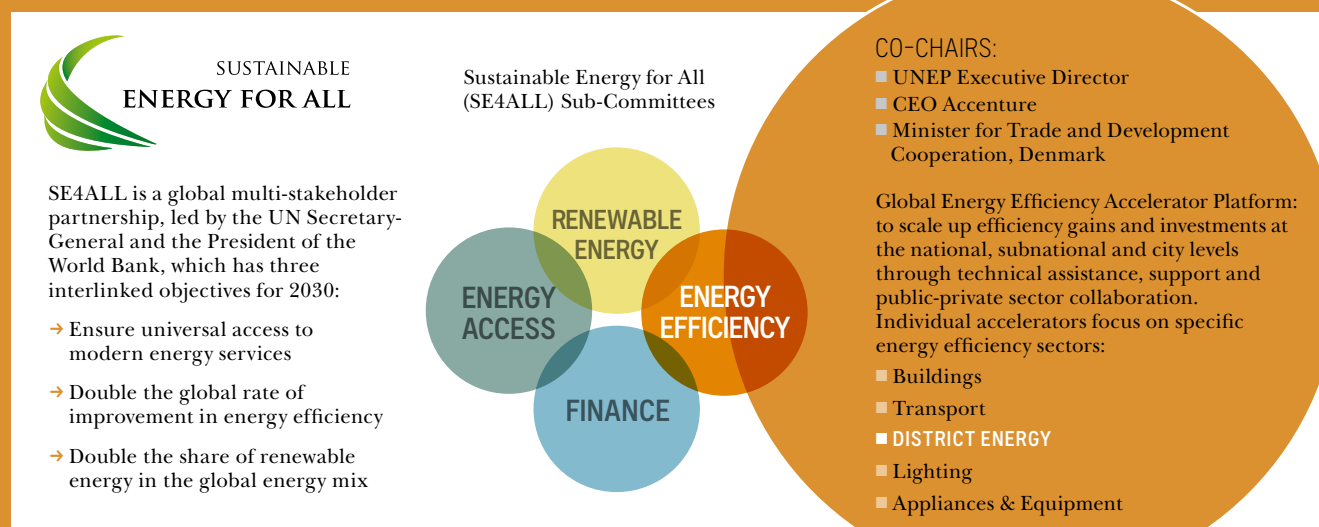 SUSTAINABLE
ENERGY FOR ALL
SE4ALL is a global multi-stakeholder
partnership, led by the UN Secretary-
General and the President of the
World Bank, which has three
interlinked objectives for 2030:
→ Ensure universal access to
modern energy services
→ Double the global rate of
improvement in energy efficiency
→ Double the share of renewable
energy in the global energy mix
Sustainable Energy for All
(SE4ALL) Sub-Committees
RENEWABLE
ENERGY
ENERGY
ACCESS
ENERGY
EFFICIENCY
FINANCE
CO-CHAIRS:
■ UNEP Executive Director
■ CEO Accenture
■ Minister for Trade and Development
Cooperation, Denmark
Global Energy Efficiency Accelerator Platform:
to scale up efficiency gains and investments at
the national, subnational and city levels
through technical assistance, support and
public-private sector collaboration.
Individual accelerators focus on specific
energy efficiency sectors:
■ Buildings
■ Transport
■ DISTRICT ENERGY
■ Lighting
■ Appliances & Equipment